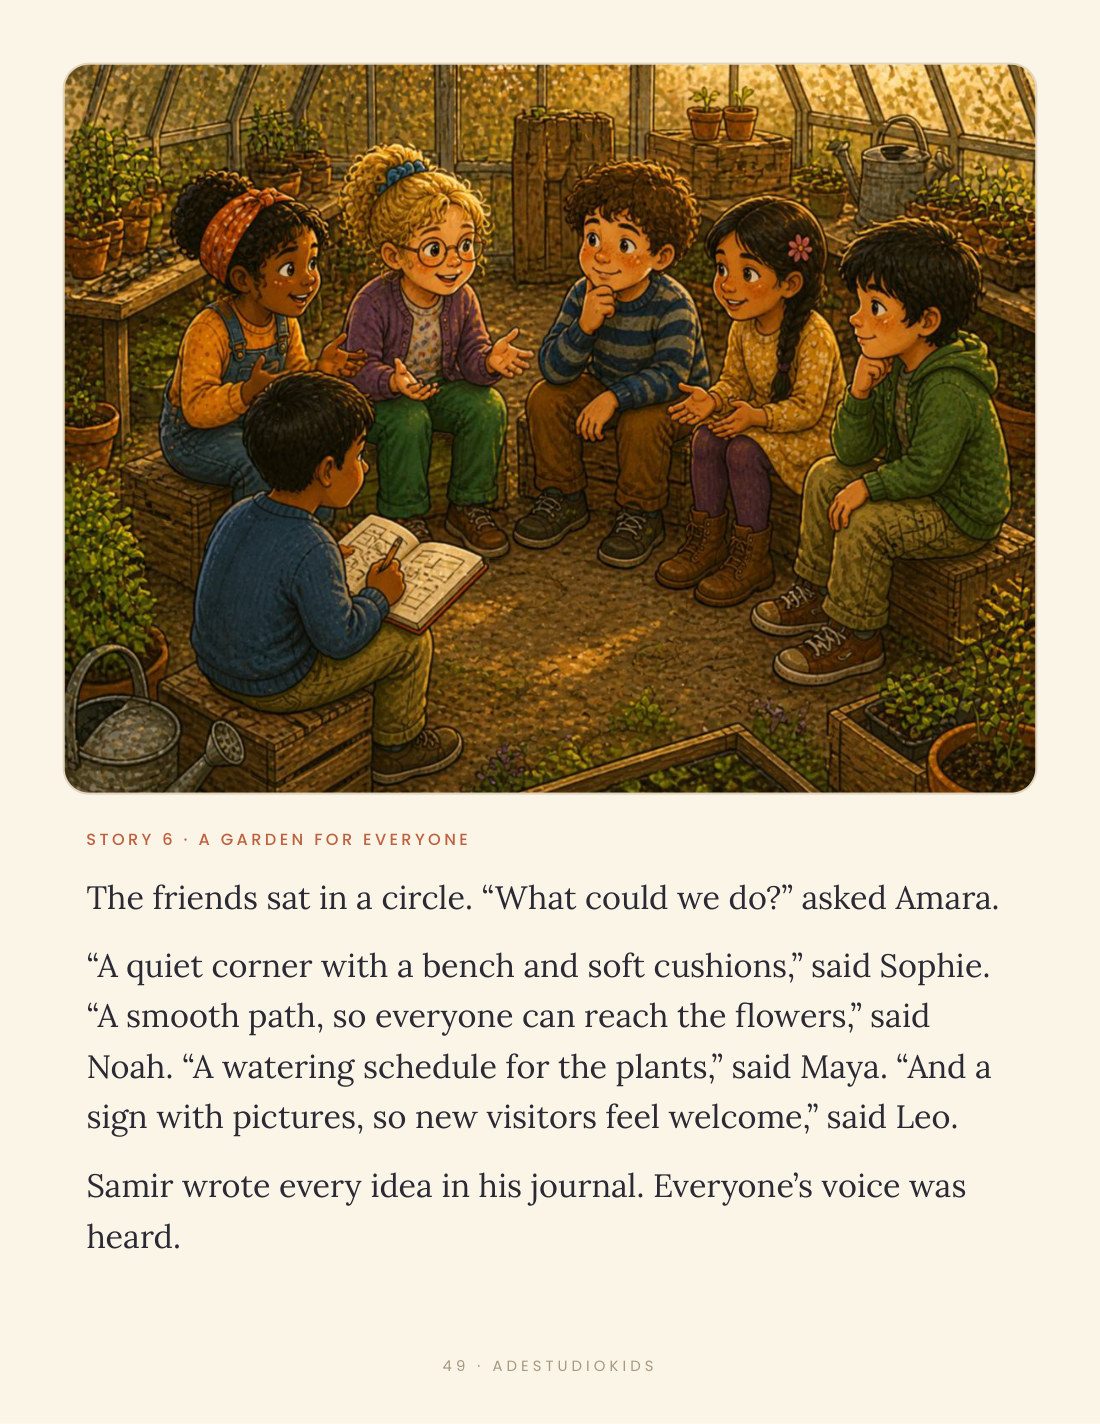 STORY 6 · A GARDEN FOR EVERYONE
The friends sat in a circle. “What could we do?” asked Amara.
“A quiet corner with a bench and soft cushions,” said Sophie.
“A smooth path, so everyone can reach the flowers,” said
Noah. “A watering schedule for the plants,” said Maya. “And a
sign with pictures, so new visitors feel welcome,” said Leo.
Samir wrote every idea in his journal. Everyone’s voice was
heard.
49 · ADESTUDIOKIDS